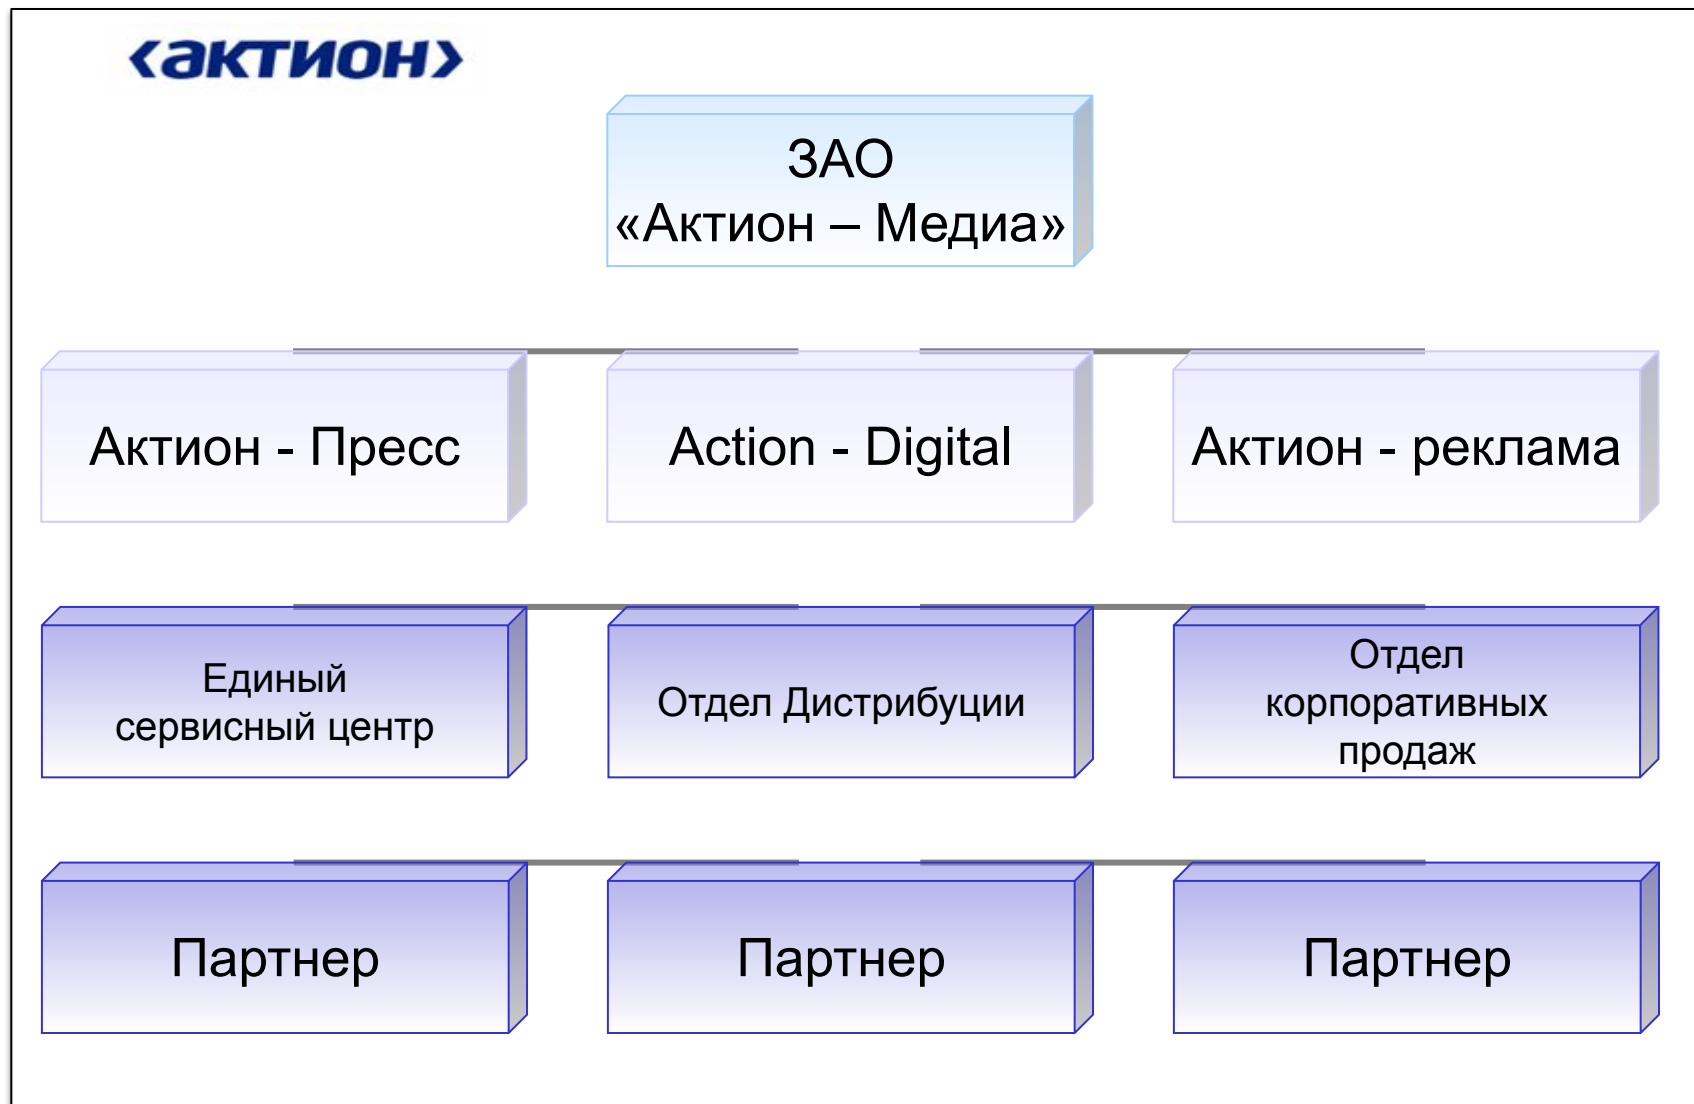 <актион>
ЗАО
«Актион – Медиа»
Актион - Пресс
Action - Digital
Актион - реклама
Единый
сервисный центр
Отдел Дистрибуции
Отдел
корпоративных
продаж
Партнер
Партнер
Партнер